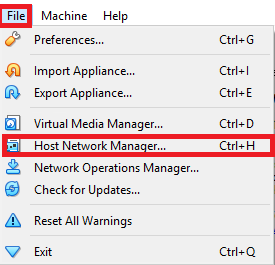 File Machine Help
Preferences... Ctrl+G
Import Appliance... Ctrl+I
Export Appliance... Ctrl+E
Virtual Media Manager... Ctrl+D
Host Network Manager... Ctrl+H
Network Operations Manager...
Check for Updates...
Reset All Warnings
Exit Ctrl+Q